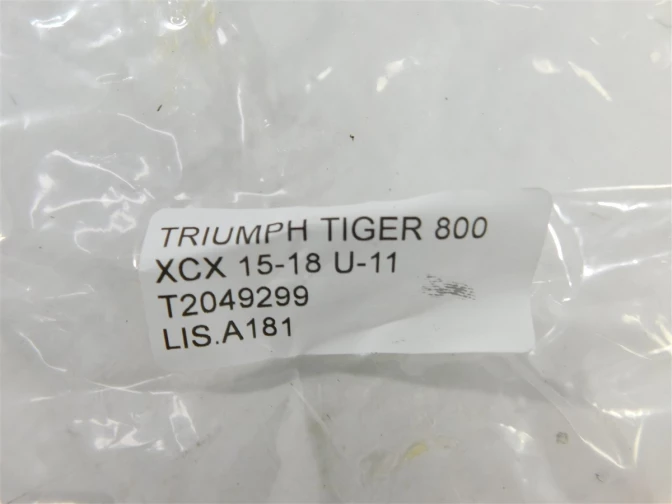 TRIUMPH TIGER 800
XCX 15-18 U-11
T2049299
LIS.A181